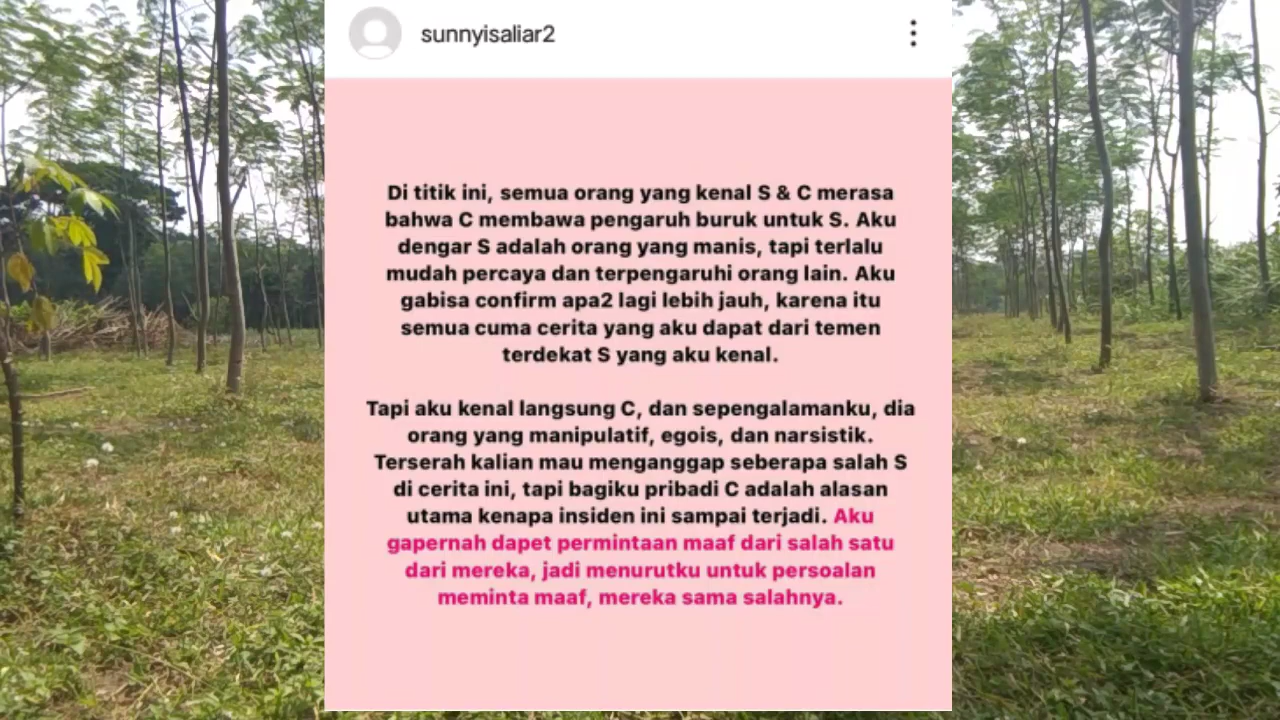 sunnyisaliar2
Di titik ini, semua orang yang kenal S & C merasa
bahwa C membawa pengaruh buruk untuk S. Aku
dengar S adalah orang yang manis, tapi terlalu
mudah percaya dan terpengaruhi orang lain. Aku
gabisa confirm apa2 lagi lebih jauh, karena itu
semua cuma cerita yang aku dapat dari temen
terdekat S yang aku kenal.
Tapi aku kenal langsung C, dan sepengalamanku, dia
orang yang manipulatif, egois, dan narsistik.
Terserah kalian mau menganggap seberapa salah S
di cerita ini, tapi bagiku pribadi C adalah alasan
utama kenapa insiden ini sampai terjadi. Aku
gapernah dapet permintaan maaf dari salah satu
dari mereka, jadi menurutku untuk persoalan
meminta maaf, mereka sama salahnya.